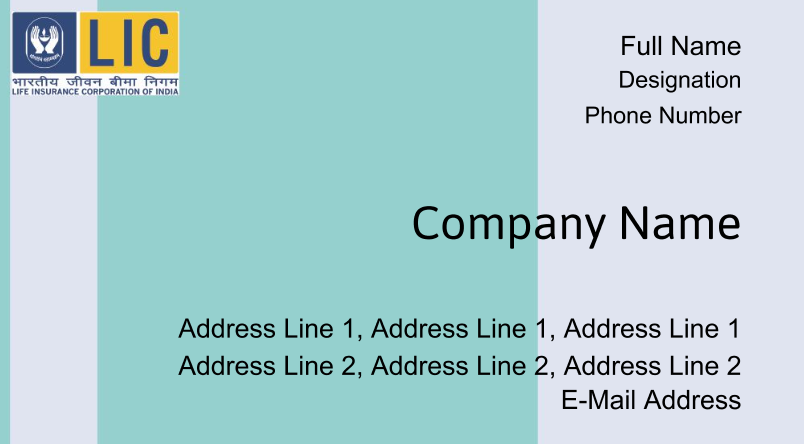 LIC
भारतीय जीवन बीमा निगम
LIFE INSURANCE CORPORATION OF INDIA
Full Name
Designation
Phone Number
Company Name
Address Line 1, Address Line 1, Address Line 1
Address Line 2, Address Line 2, Address Line 2
E-Mail Address